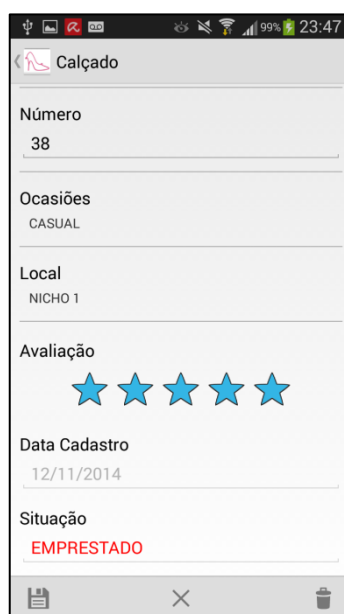 99% 23:47
Calçado
Número
38
Ocasiões
CASUAL
Local
NICHO 1
Avaliação
Data Cadastro
12/11/2014
Situação
EMPRESTADO